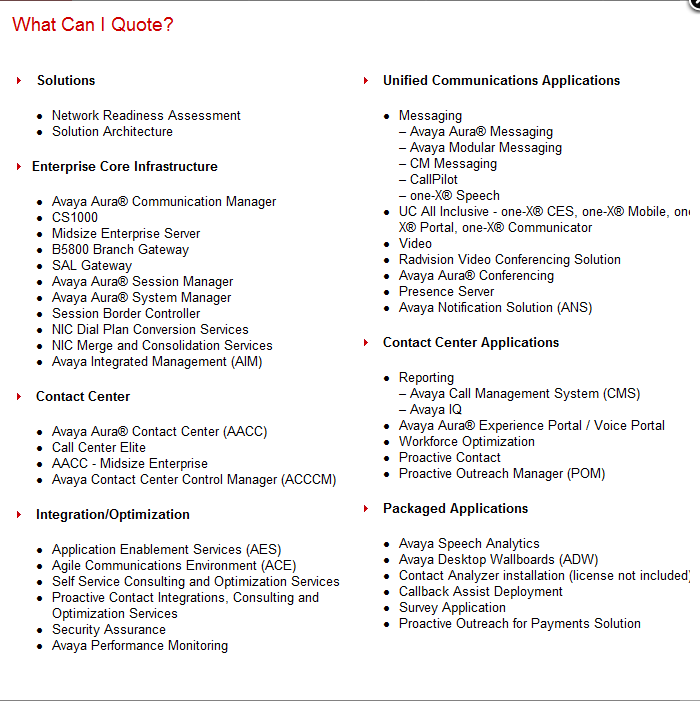 What Can I Quote?
Solutions
Network Readiness Assessment
Solution Architecture
Enterprise Core Infrastructure
Avaya Aura® Communication Manager
CS1000
Midsize Enterprise Server
B5800 Branch Gateway
SAL Gateway
Avaya Aura® Session Manager
Avaya Aura® System Manager
Session Border Controller
NIC Dial Plan Conversion Services
NIC Merge and Consolidation Services
Avaya Integrated Management (AIM)
Contact Center
Avaya Aura® Contact Center (AACC)
Call Center Elite
AACC - Midsize Enterprise
Avaya Contact Center Control Manager (ACCCM)
Integration/Optimization
Application Enablement Services (AES)
Agile Communications Environment (ACE)
Self Service Consulting and Optimization Services
Proactive Contact Integrations, Consulting and
Optimization Services
Security Assurance
Avaya Performance Monitoring
Unified Communications Applications
Messaging
– Avaya Aura® Messaging
– Avaya Modular Messaging
– CM Messaging
– CallPilot
– one-X® Speech
UC All Inclusive - one-X® CES, one-X® Mobile, one
X® Portal, one-X® Communicator
Video
Radvision Video Conferencing Solution
Avaya Aura® Conferencing
Presence Server
Avaya Notification Solution (ANS)
Contact Center Applications
Reporting
– Avaya Call Management System (CMS)
– Avaya IQ
Avaya Aura® Experience Portal / Voice Portal
Workforce Optimization
Proactive Contact
Proactive Outreach Manager (POM)
Packaged Applications
Avaya Speech Analytics
Avaya Desktop Wallboards (ADW)
Contact Analyzer installation (license not included)
Callback Assist Deployment
Survey Application
Proactive Outreach for Payments Solution